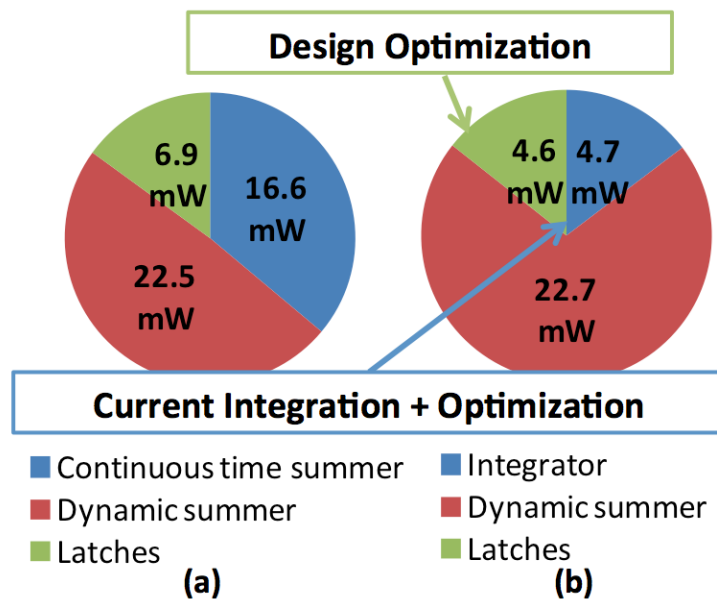 Design Optimization
6.9
mW
16.6
mW
22.5
mW
4.6
mW
4.7
mW
22.7
mW
Current Integration + Optimization
Continuous time summer
Dynamic summer
Latches
(a)
Integrator
Dynamic summer
Latches
(b)